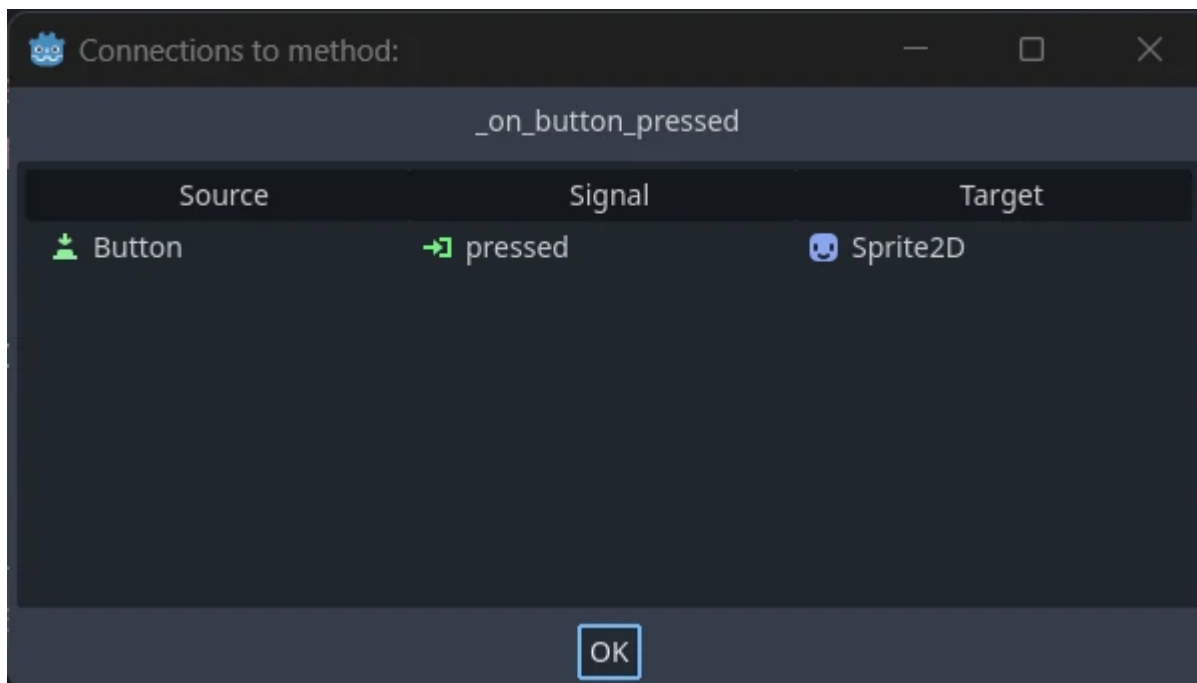 Connections to method:
_on_button_pressed
Source Signal Target
Button pressed Sprite2D
OK